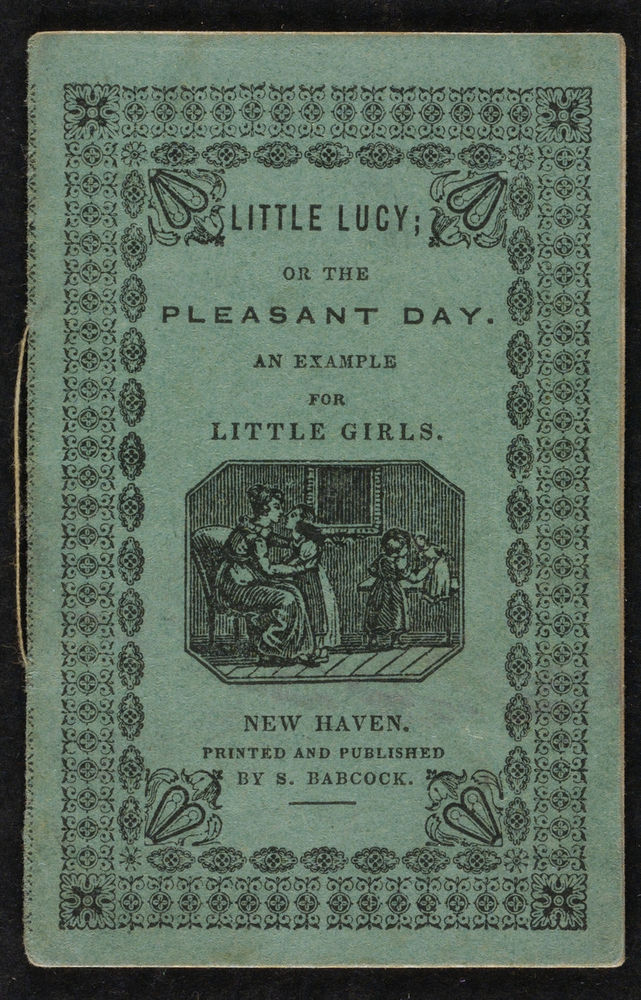 LITTLE LUCY;
OR THE
PLEASANT DAY.
AN EXAMPLE
FOR
LITTLE GIRLS.
NEW HAVEN.
PRINTED AND PUBLISHED
BY S. BABCOCK.